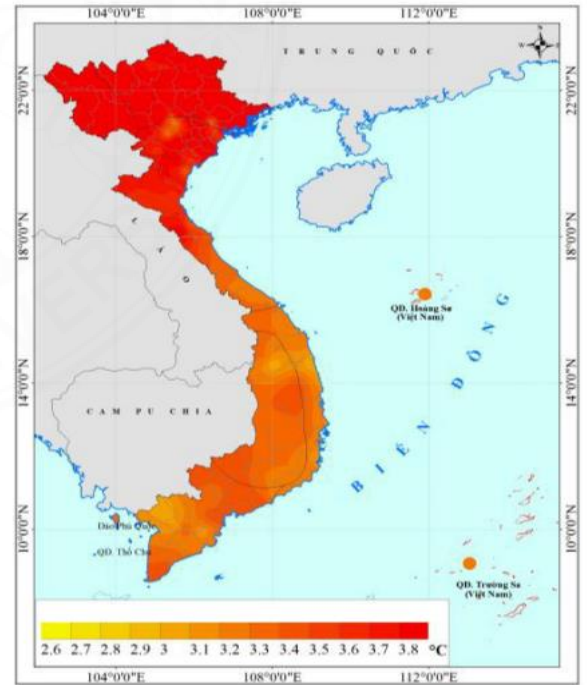 104°0'0"E 108°0'0"E 112°0'0"E
N
W E
S
TRUNG QUỐC
22°0'0"N 22°0'0"N
LÀO
18°0'0"N 18°0'0"N
QĐ. Hoàng Sa
(Việt Nam)
BIỂN ĐÔNG
14°0'0"N 14°0'0"N
CAM PU CHIA
Đảo Phú Quốc
10°0'0"N 10°0'0"N
QĐ. Thổ Chu
QĐ. Trường Sa
(Việt Nam)
2.6 2.7 2.8 2.9 3 3.1 3.2 3.3 3.4 3.5 3.6 3.7 3.8 °C
104°0'0"E 108°0'0"E 112°0'0"E